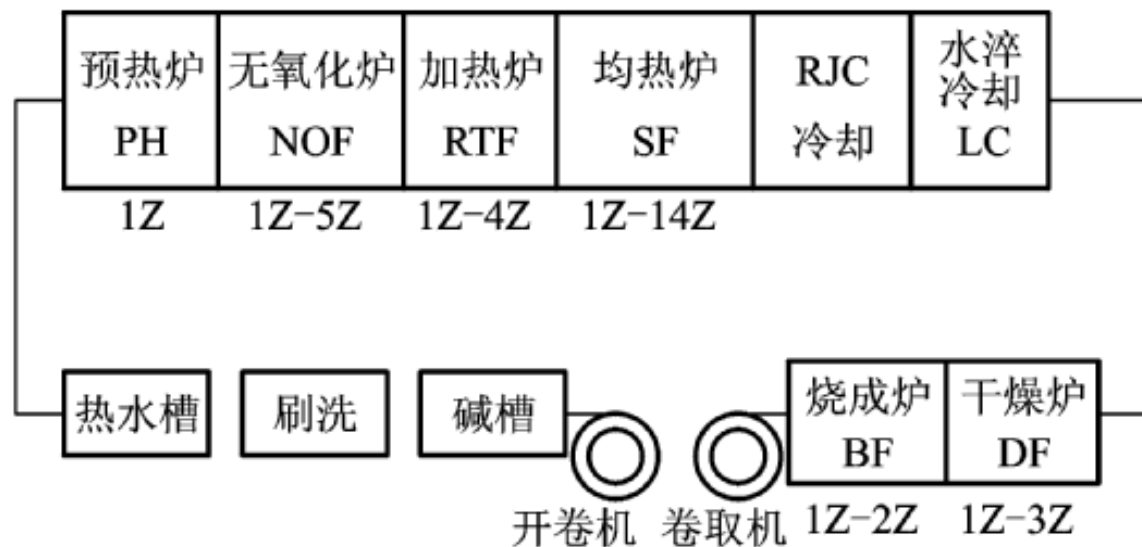 预热炉 无氧化炉 加热炉 均热炉 RJC 水淬
冷却
PH NOF RTF SF 冷却 LC
1Z 1Z-5Z 1Z-4Z 1Z-14Z
热水槽 刷洗 碱槽 烧成炉 干燥炉
BF DF
开卷机 卷取机 1Z-2Z 1Z-3Z